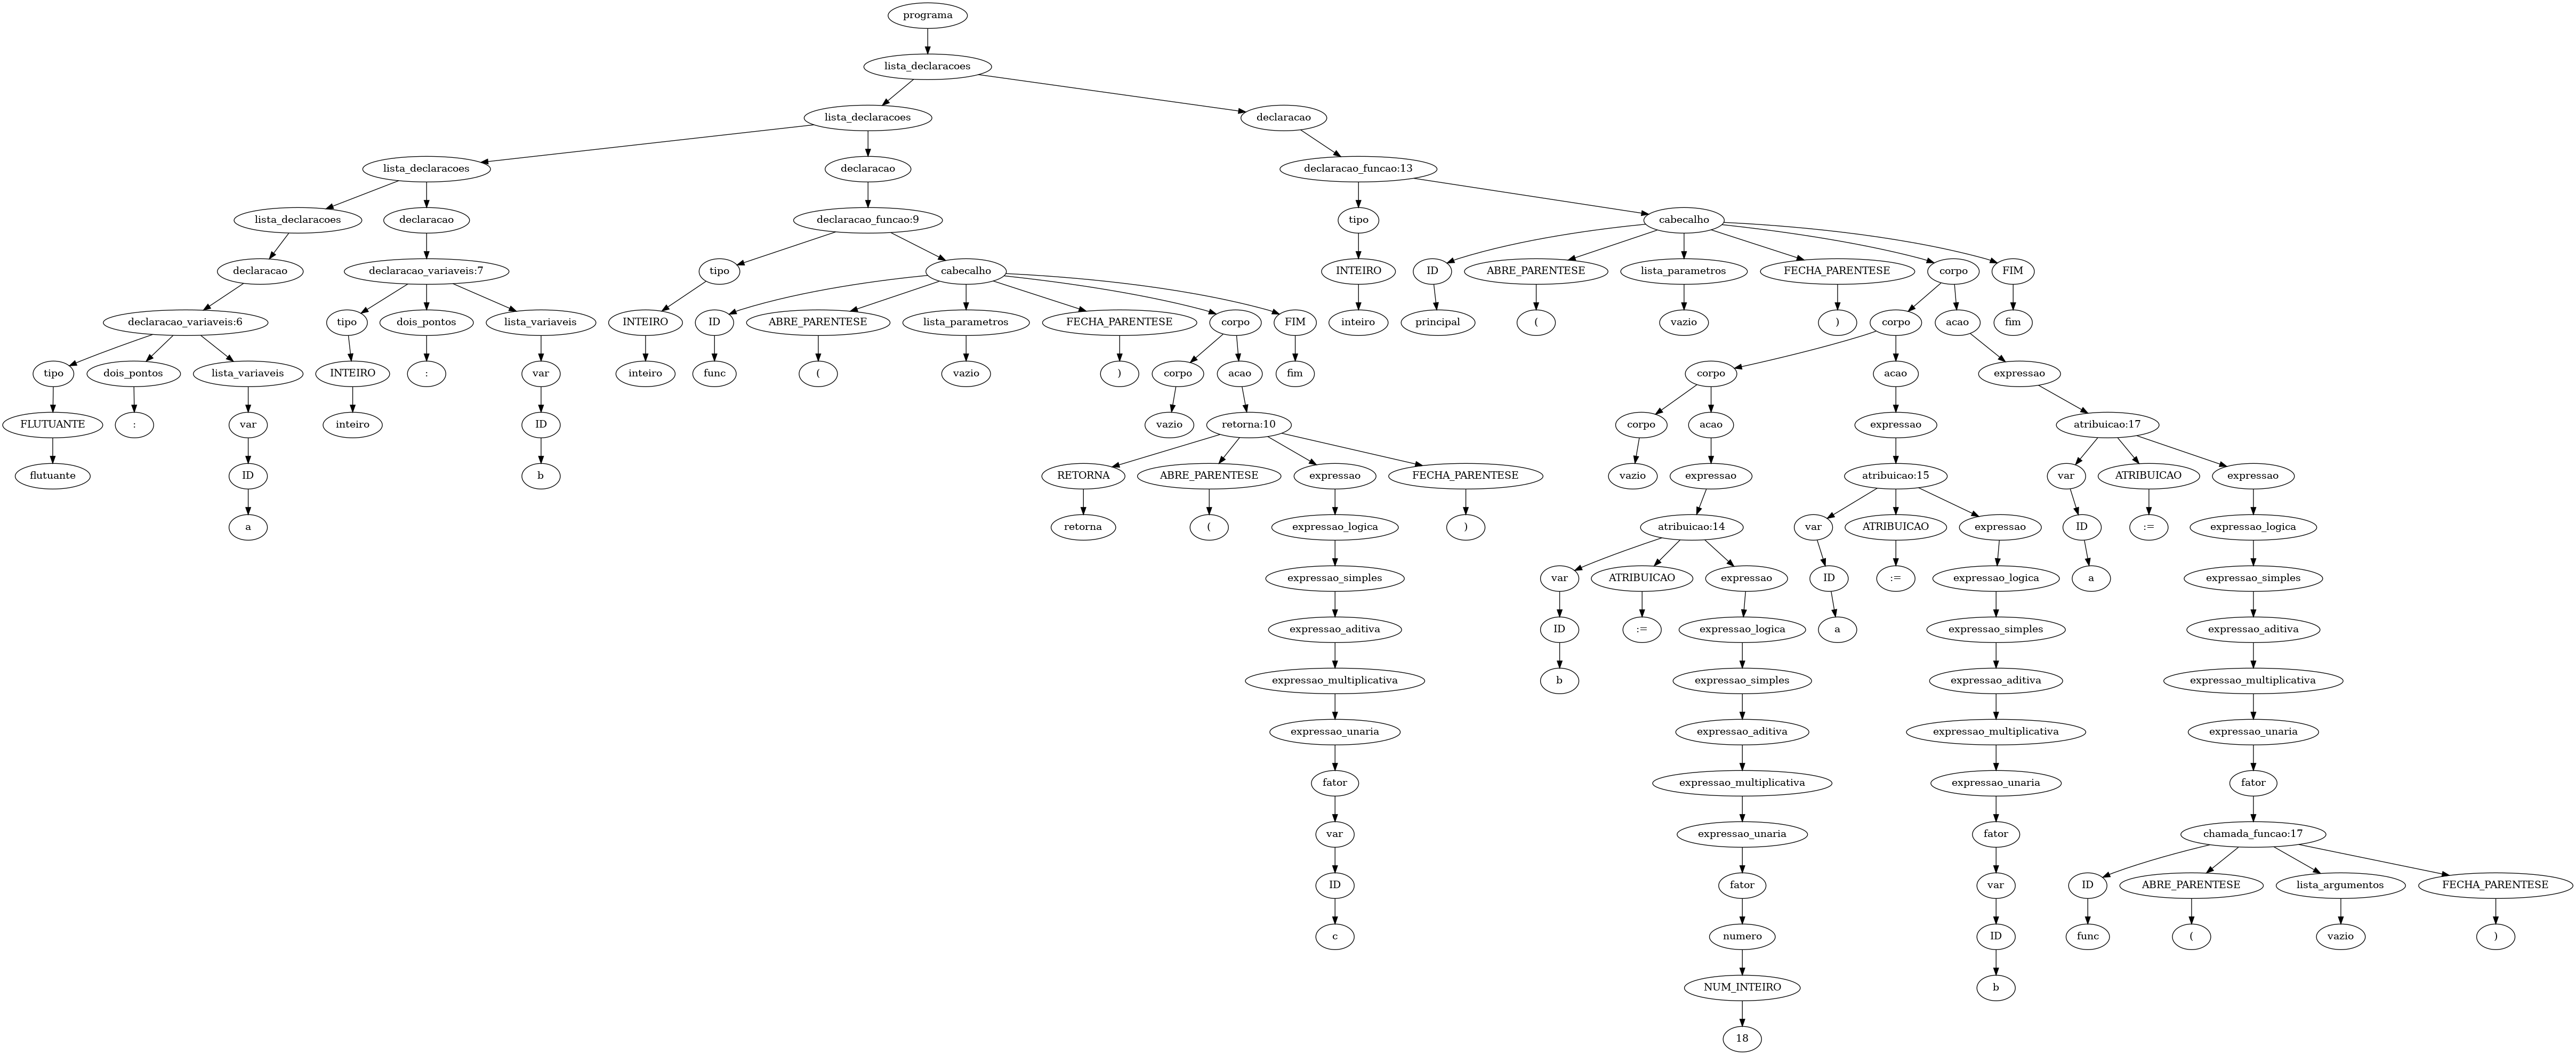 programa
lista_declaracoes
lista_declaracoes
declaracao
lista_declaracoes
declaracao
declaracao_funcao:13
lista_declaracoes
declaracao
declaracao_funcao:9
tipo
cabecalho
declaracao
declaracao_variaveis:7
tipo
cabecalho
INTEIRO
ID
ABRE_PARENTESE
lista_parametros
FECHA_PARENTESE
corpo
FIM
declaracao_variaveis:6
tipo
dois_pontos
lista_variaveis
INTEIRO
ID
ABRE_PARENTESE
lista_parametros
FECHA_PARENTESE
corpo
FIM
inteiro
principal
(
vazio
)
corpo
acao
fim
tipo
dois_pontos
lista_variaveis
INTEIRO
:
var
inteiro
func
(
vazio
)
corpo
acao
fim
corpo
acao
expressao
FLUTUANTE
:
var
inteiro
ID
vazio
retorna:10
corpo
acao
expressao
atribuicao:17
flutuante
ID
b
RETORNA
ABRE_PARENTESE
expressao
FECHA_PARENTESE
vazio
expressao
atribuicao:15
var
ATRIBUICAO
expressao
a
retorna
(
expressao_logica
)
atribuicao:14
var
ATRIBUICAO
expressao
ID
:=
expressao_logica
expressao_simples
var
ATRIBUICAO
expressao
ID
:=
expressao_logica
a
expressao_simples
expressao_aditiva
ID
:=
expressao_logica
a
expressao_simples
expressao_aditiva
expressao_multiplicativa
b
expressao_simples
expressao_aditiva
expressao_multiplicativa
expressao_unaria
expressao_aditiva
expressao_multiplicativa
expressao_unaria
fator
expressao_multiplicativa
expressao_unaria
fator
var
expressao_unaria
fator
chamada_funcao:17
ID
fator
var
ID
ABRE_PARENTESE
lista_argumentos
FECHA_PARENTESE
c
numero
ID
func
(
vazio
)
NUM_INTEIRO
b
18